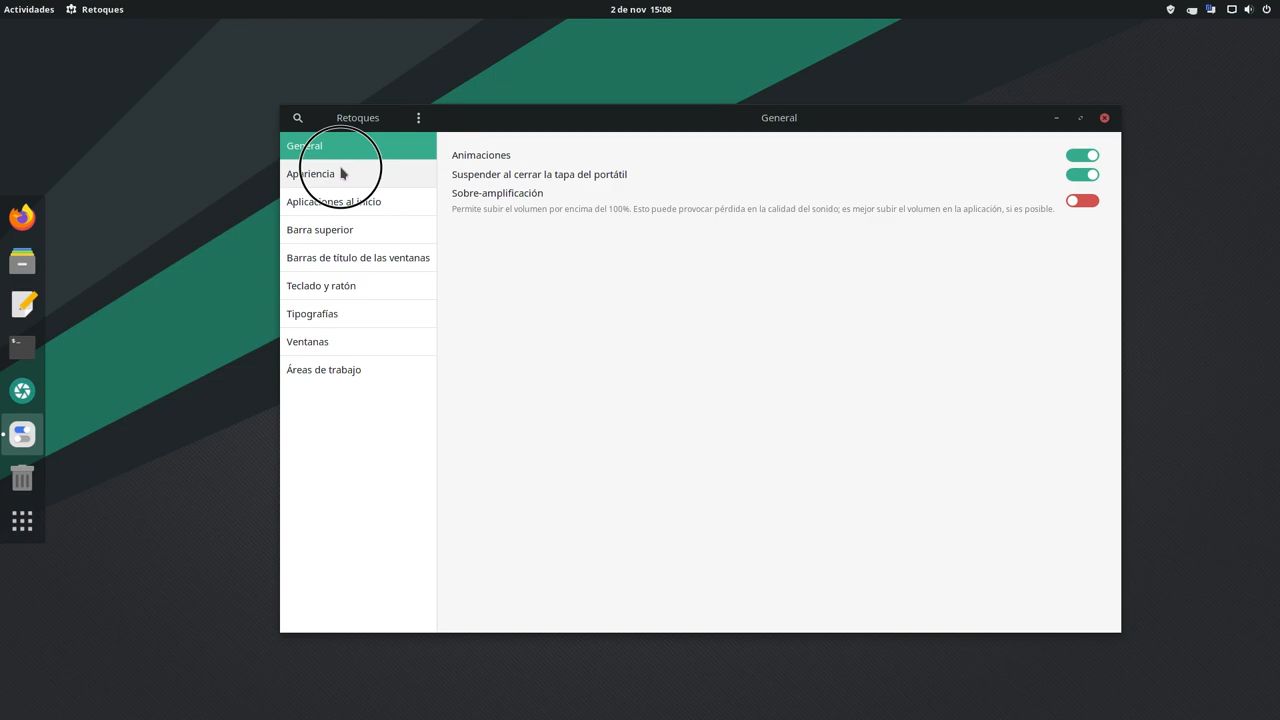 Actividades Retoques 2 de nov 15:08
Retoques General
General
Apariencia
Aplicaciones al inicio
Barra superior
Barras de título de las ventanas
Teclado y ratón
Tipografías
Ventanas
Áreas de trabajo
Animaciones
Suspender al cerrar la tapa del portátil
Sobre-amplificación
Permite subir el volumen por encima del 100%. Esto puede provocar pérdida en la calidad del sonido; es mejor subir el volumen en la aplicación, si es posible.